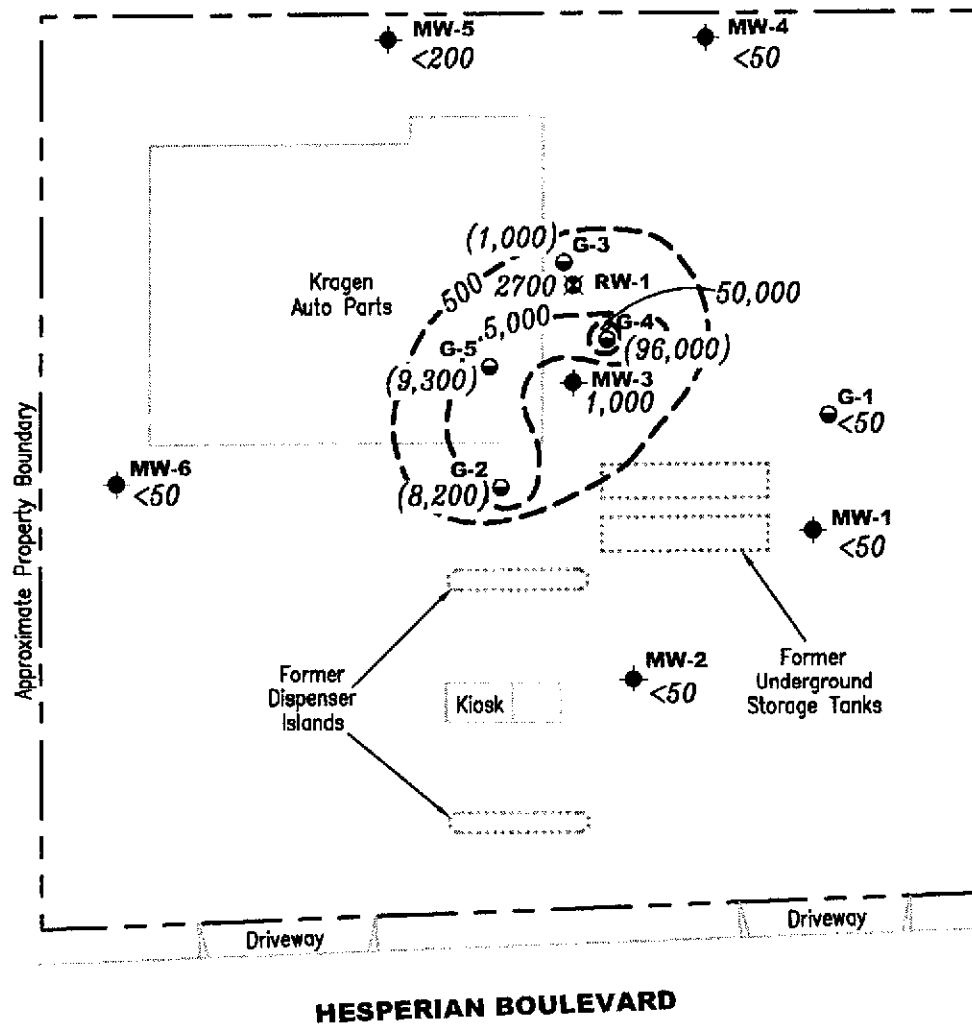 MW-5
<200
MW-4
<50
(1,000)
G-3
500
2700
RW-1
50,000
5,000
G-4
(96,000)
G-5
(9,300)
MW-3
1,000
Kragen
Auto Parts
G-1
<50
MW-6
<50
G-2
(8,200)
MW-1
<50
Approximate Property Boundary
Former
Dispenser
Islands
Kiosk
MW-2
<50
Former
Underground
Storage Tanks
Driveway
Driveway
HESPERIAN BOULEVARD